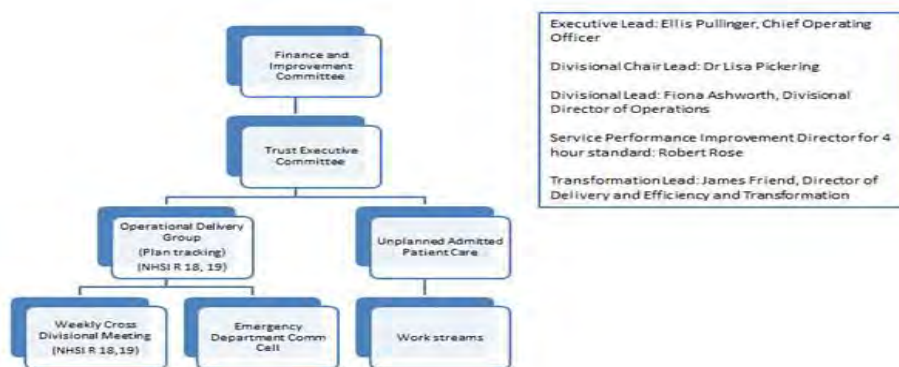 Finance and
Improvement
Committee
Trust Executive
Committee
Operational Delivery
Group
(Plan tracking)
(NHSI R 18, 19)
Unplanned Admitted
Patient Care
Weekly Cross
Divisional Meeting
(NHSI R 18,19)
Emergency
Department Comm
Cell
Work streams
Executive Lead: Ellis Pullinger, Chief Operating
Officer
Divisional Chair Lead: Dr Lisa Pickering
Divisional Lead: Fiona Ashworth, Divisional
Director of Operations
Service Performance Improvement Director for 4
hour standard: Robert Rose
Transformation Lead: James Friend, Director of
Delivery and Efficiency and Transformation